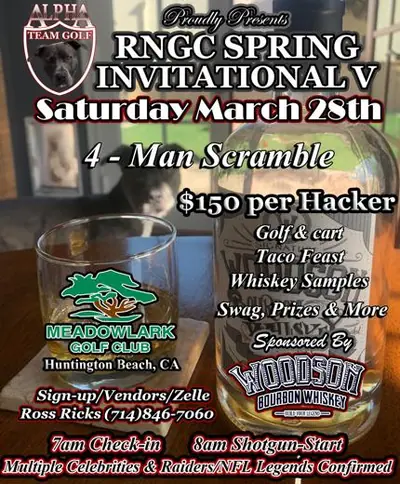 ALPHA
TEAM GOLF
Proudly Presents
RNGC SPRING
INVITATIONAL V
Saturday March 28th
4 - Man Scramble
$150 per Hacker
Golf & cart
Taco Feast
Whiskey Samples
Swag, Prizes & More
MEADOWLARK
GOLF CLUB
Huntington Beach, CA
Sponsored By
WOODSON
BOURBON WHISKEY
Sign-up/Vendors/Zelle
Ross Ricks (714)846-7060
7am Check-in 8am Shotgun-Start
Multiple Celebrities & Raiders/NFL Legends Confirmed